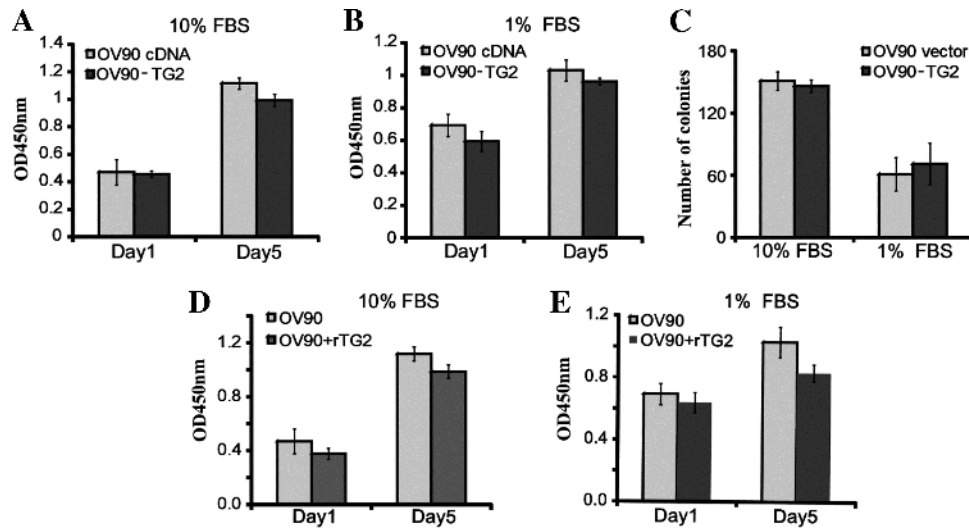 A
10% FBS
OV90 cDNA
OV90-TG2
OD450nm
1.4
1.2
1
0.8
0.6
0.4
0.2
0
Day1
Day5
B
1% FBS
OV90 cDNA
OV90-TG2
OD450nm
1.2
1
0.8
0.6
0.4
0.2
0
Day1
Day5
C
OV90 vector
OV90-TG2
Number of colonies
180
120
60
0
10% FBS
1% FBS
D
10% FBS
OV90
OV90+rTG2
OD450nm
1.2
0.8
0.4
0.0
Day1
Day5
E
1% FBS
OV90
OV90+rTG2
OD450nm
1.2
0.8
0.4
0.0
Day1
Day5